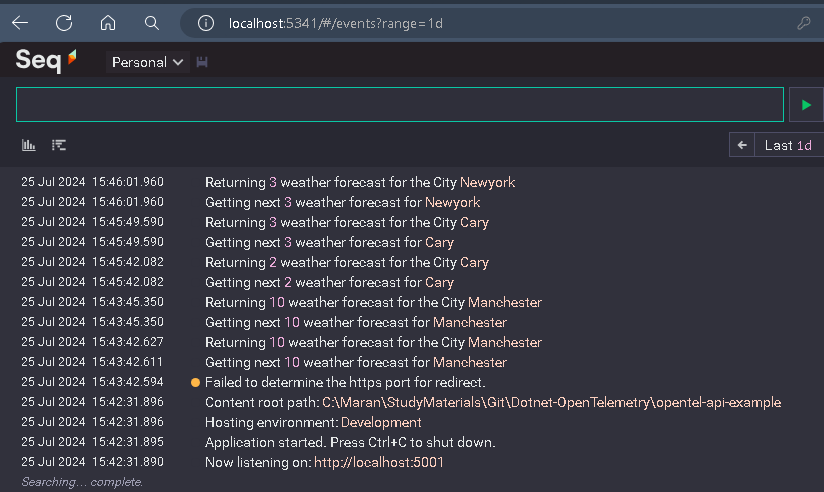 localhost:5341/#/events?range=1d
Seq Personal
Last 1d
25 Jul 2024 15:46:01.960 Returning 3 weather forecast for the City Newyork
25 Jul 2024 15:46:01.960 Getting next 3 weather forecast for Newyork
25 Jul 2024 15:45:49.590 Returning 3 weather forecast for the City Cary
25 Jul 2024 15:45:49.590 Getting next 3 weather forecast for Cary
25 Jul 2024 15:45:42.082 Returning 2 weather forecast for the City Cary
25 Jul 2024 15:45:42.082 Getting next 2 weather forecast for Cary
25 Jul 2024 15:43:45.350 Returning 10 weather forecast for the City Manchester
25 Jul 2024 15:43:45.350 Getting next 10 weather forecast for Manchester
25 Jul 2024 15:43:42.627 Returning 10 weather forecast for the City Manchester
25 Jul 2024 15:43:42.611 Getting next 10 weather forecast for Manchester
25 Jul 2024 15:43:42.594 Failed to determine the https port for redirect.
25 Jul 2024 15:42:31.896 Content root path: C:\Maran\StudyMaterials\Git\Dotnet-OpenTelemetry\opentel-api-example
25 Jul 2024 15:42:31.896 Hosting environment: Development
25 Jul 2024 15:42:31.895 Application started. Press Ctrl+C to shut down.
25 Jul 2024 15:42:31.890 Now listening on: http://localhost:5001
Searching... complete.